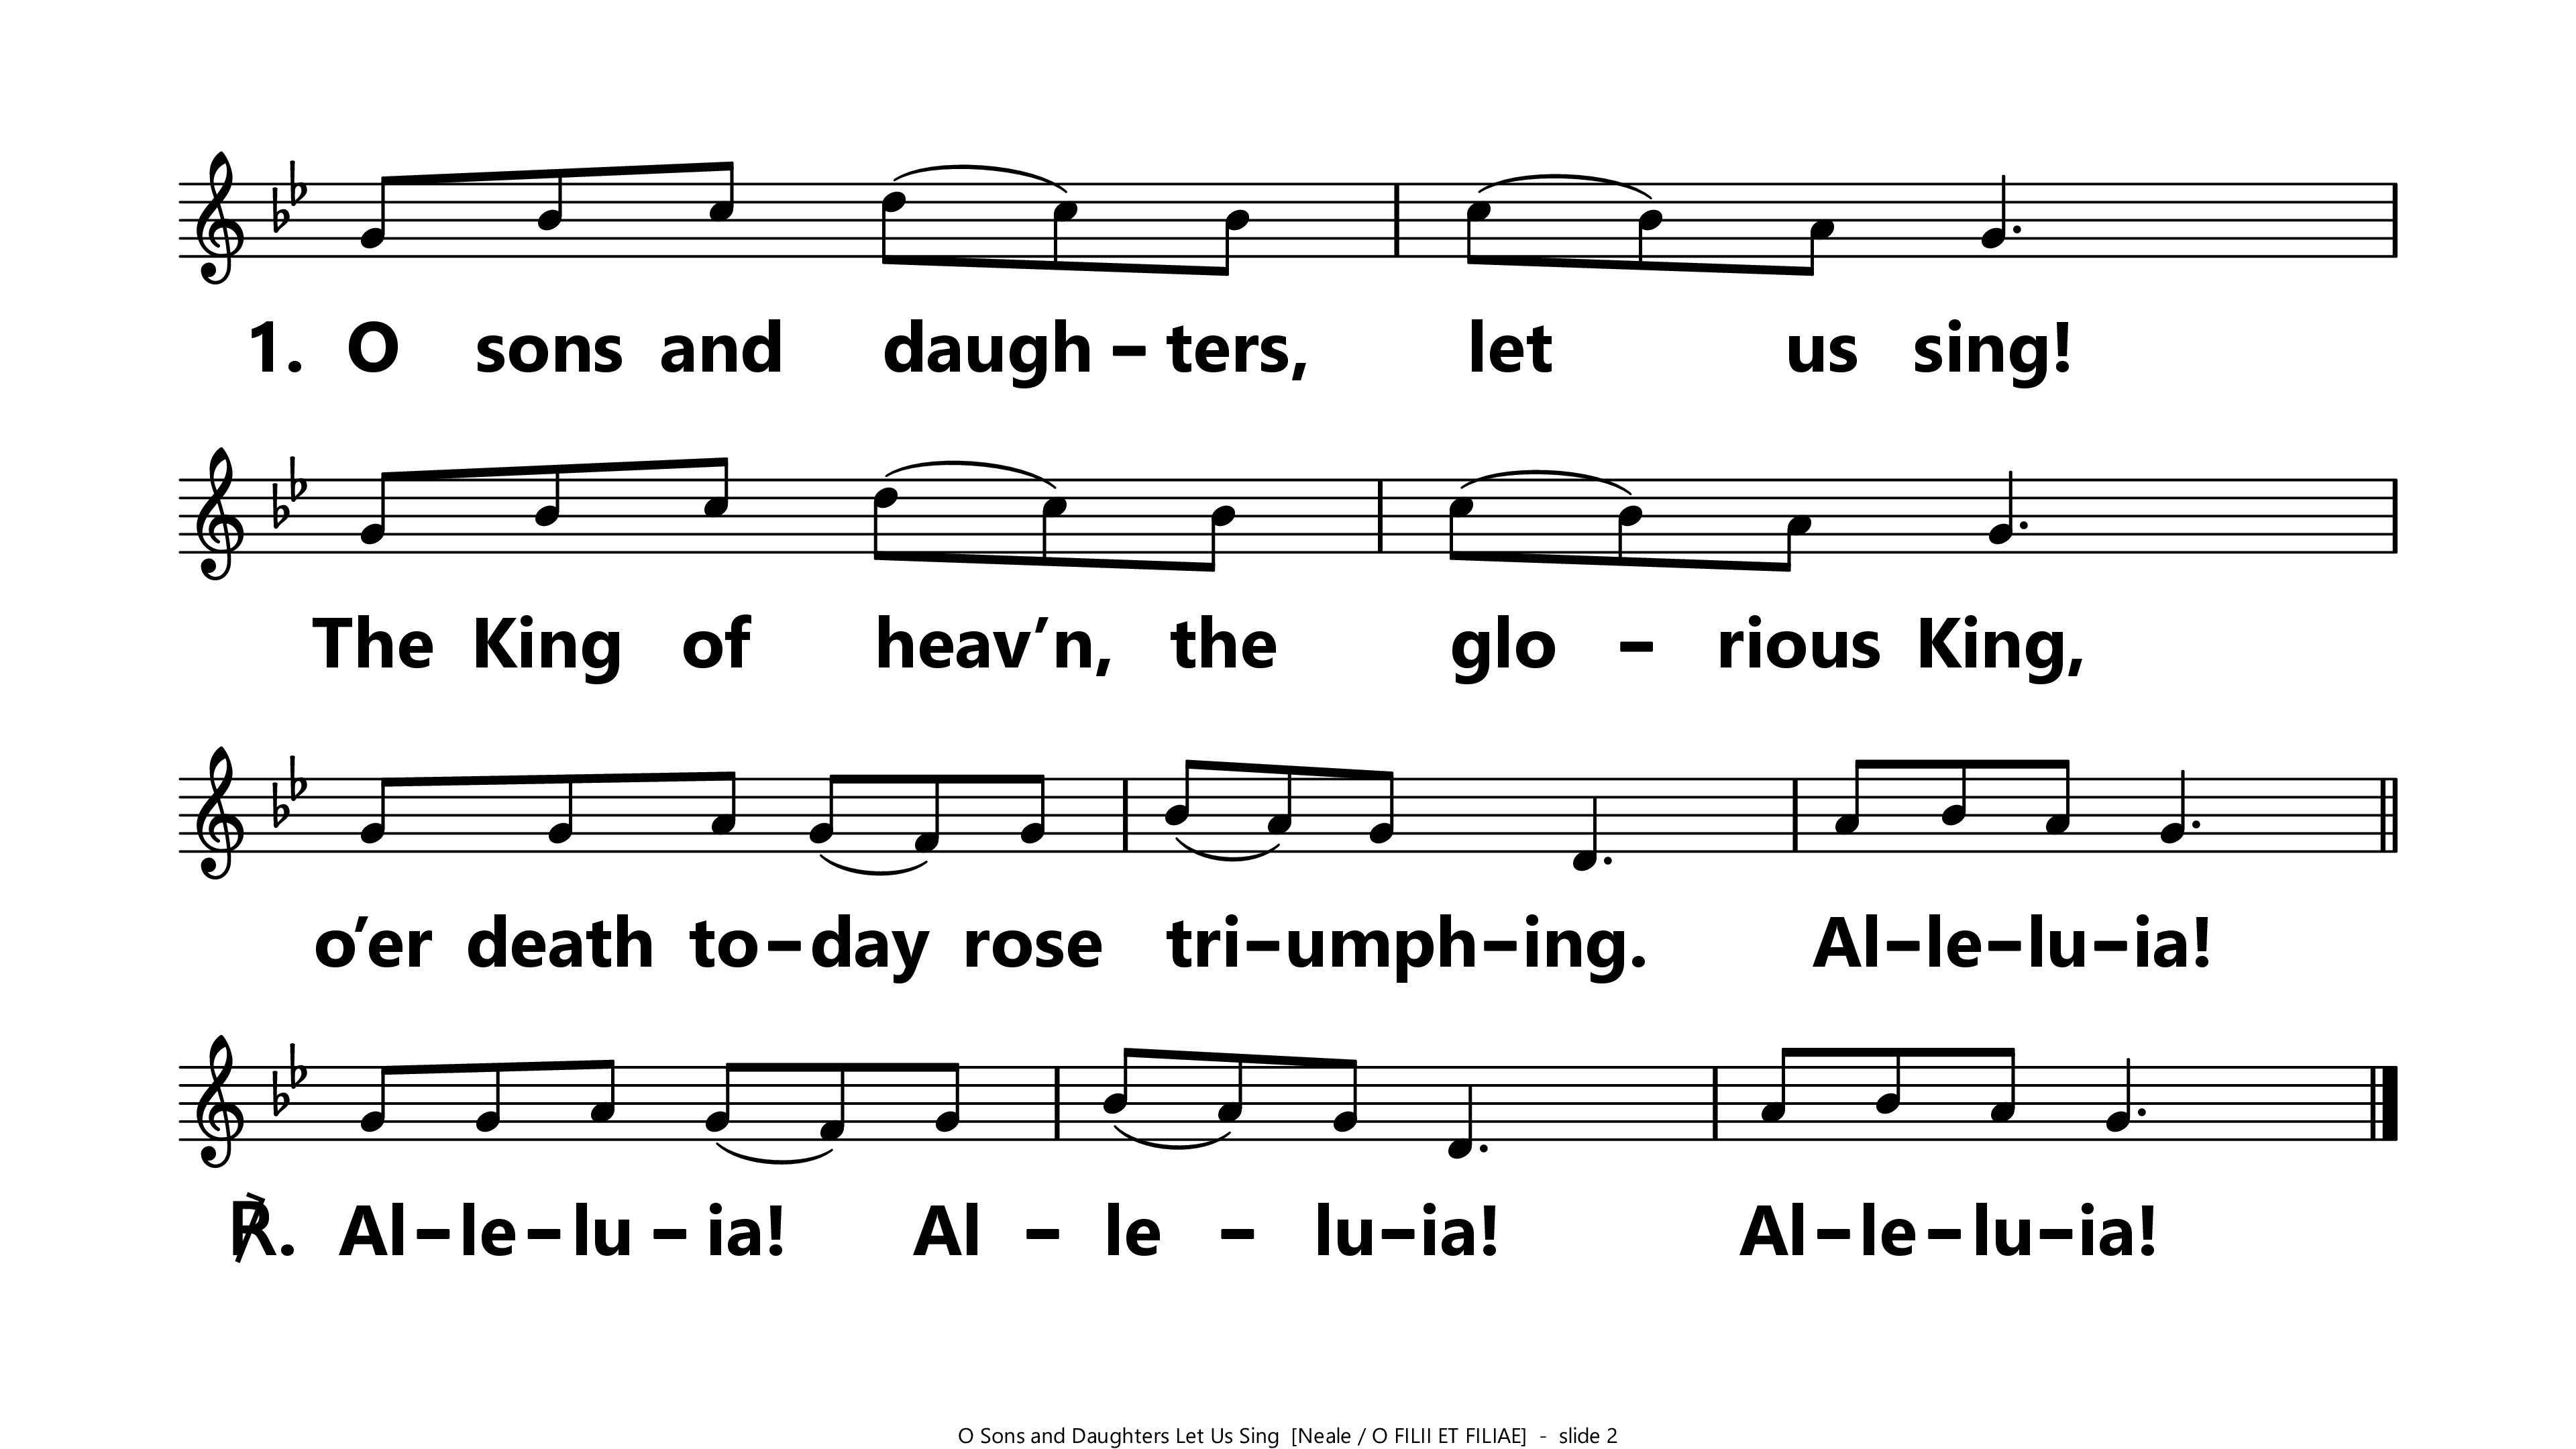 1. O sons and daugh–ters, let us sing!
The King of heav’n, the glo – rious King,
o’er death to–day rose tri–umph–ing. Al–le–lu–ia!
℟. Al–le–lu – ia! Al – le – lu–ia! Al–le–lu–ia!
O Sons and Daughters Let Us Sing [Neale / O FILII ET FILIAE] - slide 2